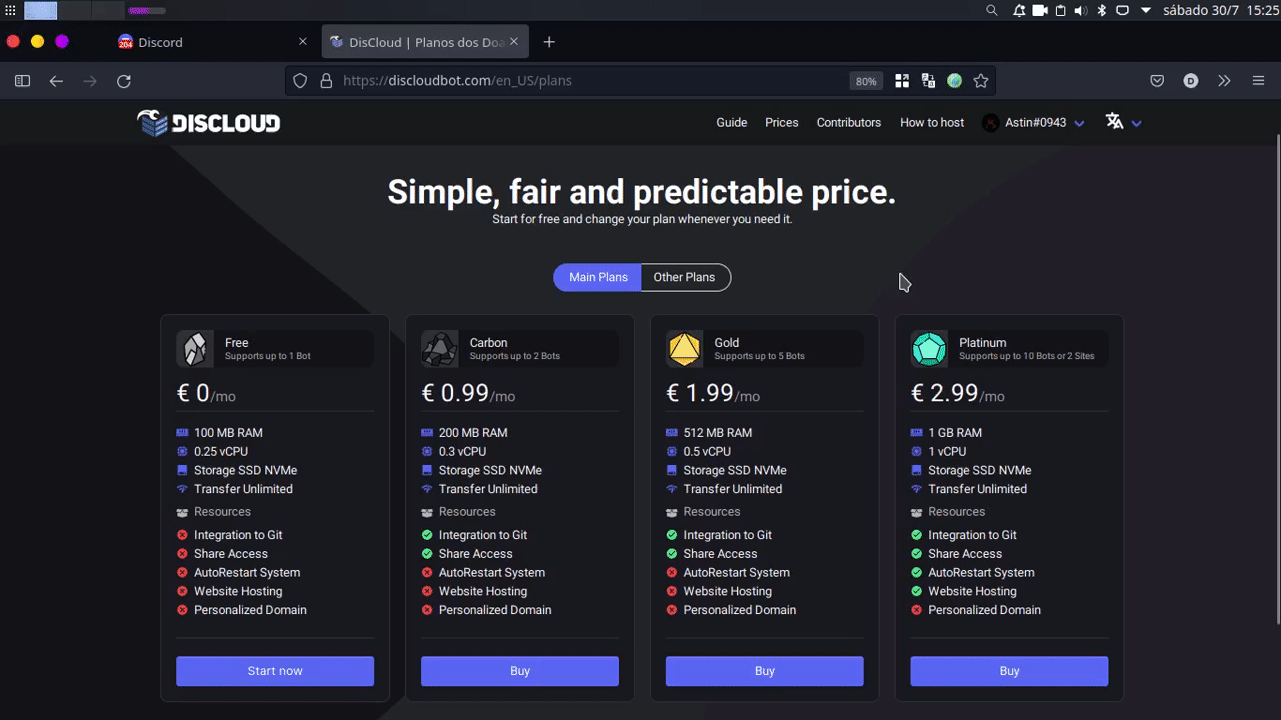 sábado 30/7 15:25
204
Discord
DisCloud | Planos dos Doa
https://discloudbot.com/en_US/plans
80%
D
DISCLOUD
Guide
Prices
Contributors
How to host
Astin#0943
Simple, fair and predictable price.
Start for free and change your plan whenever you need it.
Main Plans
Other Plans
Free
Supports up to 1 Bot
€ 0/mo
100 MB RAM
0.25 vCPU
Storage SSD NVMe
Transfer Unlimited
Resources
Integration to Git
Share Access
AutoRestart System
Website Hosting
Personalized Domain
Start now
Carbon
Supports up to 2 Bots
€ 0.99/mo
200 MB RAM
0.3 vCPU
Storage SSD NVMe
Transfer Unlimited
Resources
Integration to Git
Share Access
AutoRestart System
Website Hosting
Personalized Domain
Buy
Gold
Supports up to 5 Bots
€ 1.99/mo
512 MB RAM
0.5 vCPU
Storage SSD NVMe
Transfer Unlimited
Resources
Integration to Git
Share Access
AutoRestart System
Website Hosting
Personalized Domain
Buy
Platinum
Supports up to 10 Bots or 2 Sites
€ 2.99/mo
1 GB RAM
1 vCPU
Storage SSD NVMe
Transfer Unlimited
Resources
Integration to Git
Share Access
AutoRestart System
Website Hosting
Personalized Domain
Buy